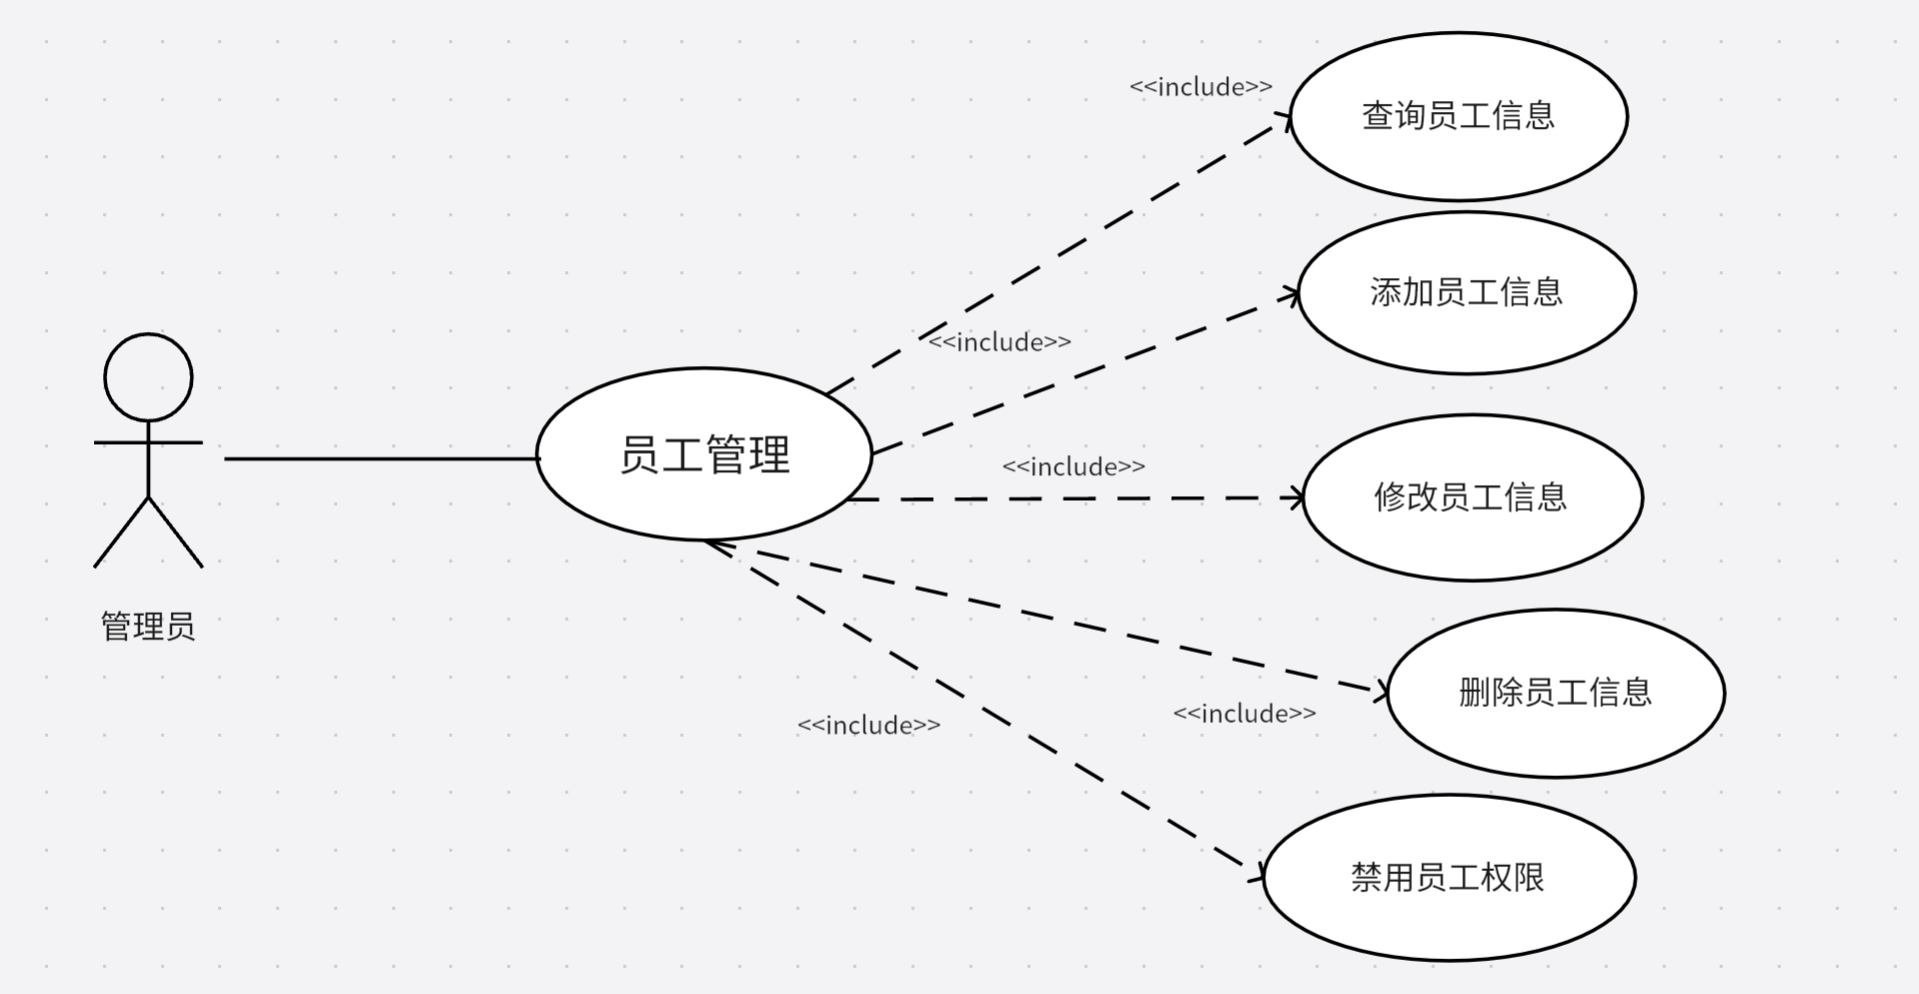 <<include>>
查询员工信息
添加员工信息
<<include>>
员工管理
<<include>>
修改员工信息
管理员
删除员工信息
<<include>>
<<include>>
禁用员工权限